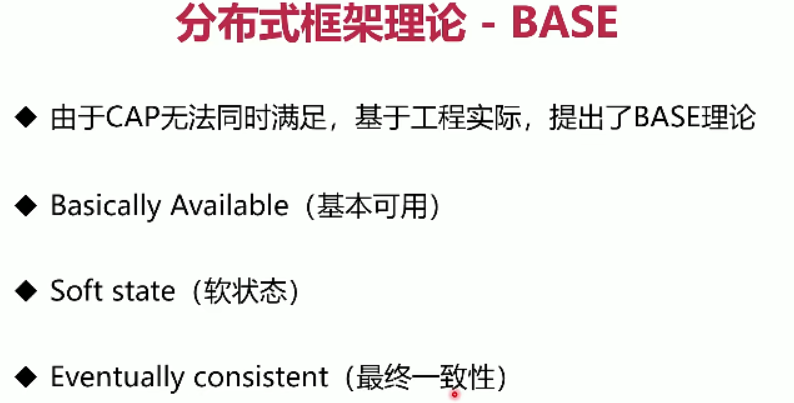 分布式框架理论 - BASE
◆ 由于CAP无法同时满足，基于工程实际，提出了BASE理论
◆ Basically Available（基本可用）
◆ Soft state（软状态）
◆ Eventually consistent（最终一致性）